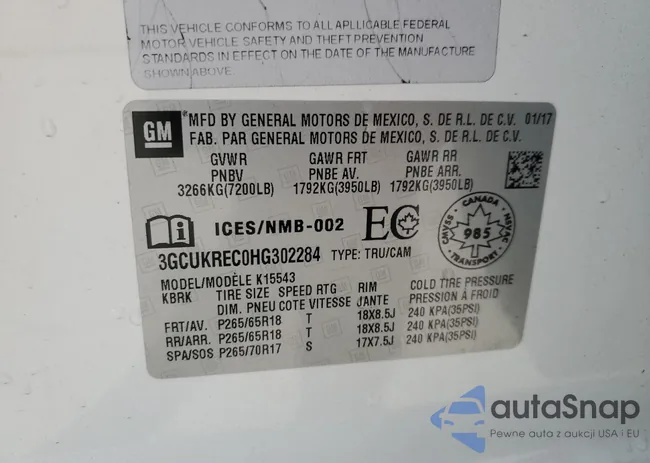 THIS VEHICLE CONFORMS TO ALL APLLICABLE FEDERAL
MOTOR VEHICLE SAFETY AND THEFT PREVENTION
STANDARDS IN EFFECT ON THE DATE OF THE MANUFACTURE
SHOWN ABOVE
GM
*MFD BY GENERAL MOTORS DE MEXICO, S. DE R.L. DE C.V. 01/17
FAB. PAR GENERAL MOTORS DE MEXICO, S. DE R.L. DE C.V.
GVWR GAWR FRT GAWR RR
PNBV PNBE AV. PNBE ARR.
3266KG(7200LB) 1792KG(3950LB) 1792KG(3950LB)
ICES/NMB-002 EC
CANADA
CMVSS 985 NSVAC
TRANSPORT
3GCUKREC0HG302284 TYPE: TRU/CAM
MODEL/MODÈLE K15543
KBRK TIRE SIZE SPEED RTG RIM COLD TIRE PRESSURE
DIM. PNEU COTE VITESSE JANTE PRESSION À FROID
FRT/AV. P265/65R18 T 18X8.5J 240 KPA(35PSI)
RR/ARR. P265/65R18 T 18X8.5J 240 KPA(35PSI)
SPA/SOS P265/70R17 S 17X7.5J 240 KPA(35PSI)
autaSnap
Pewne auta z aukcji USA i EU